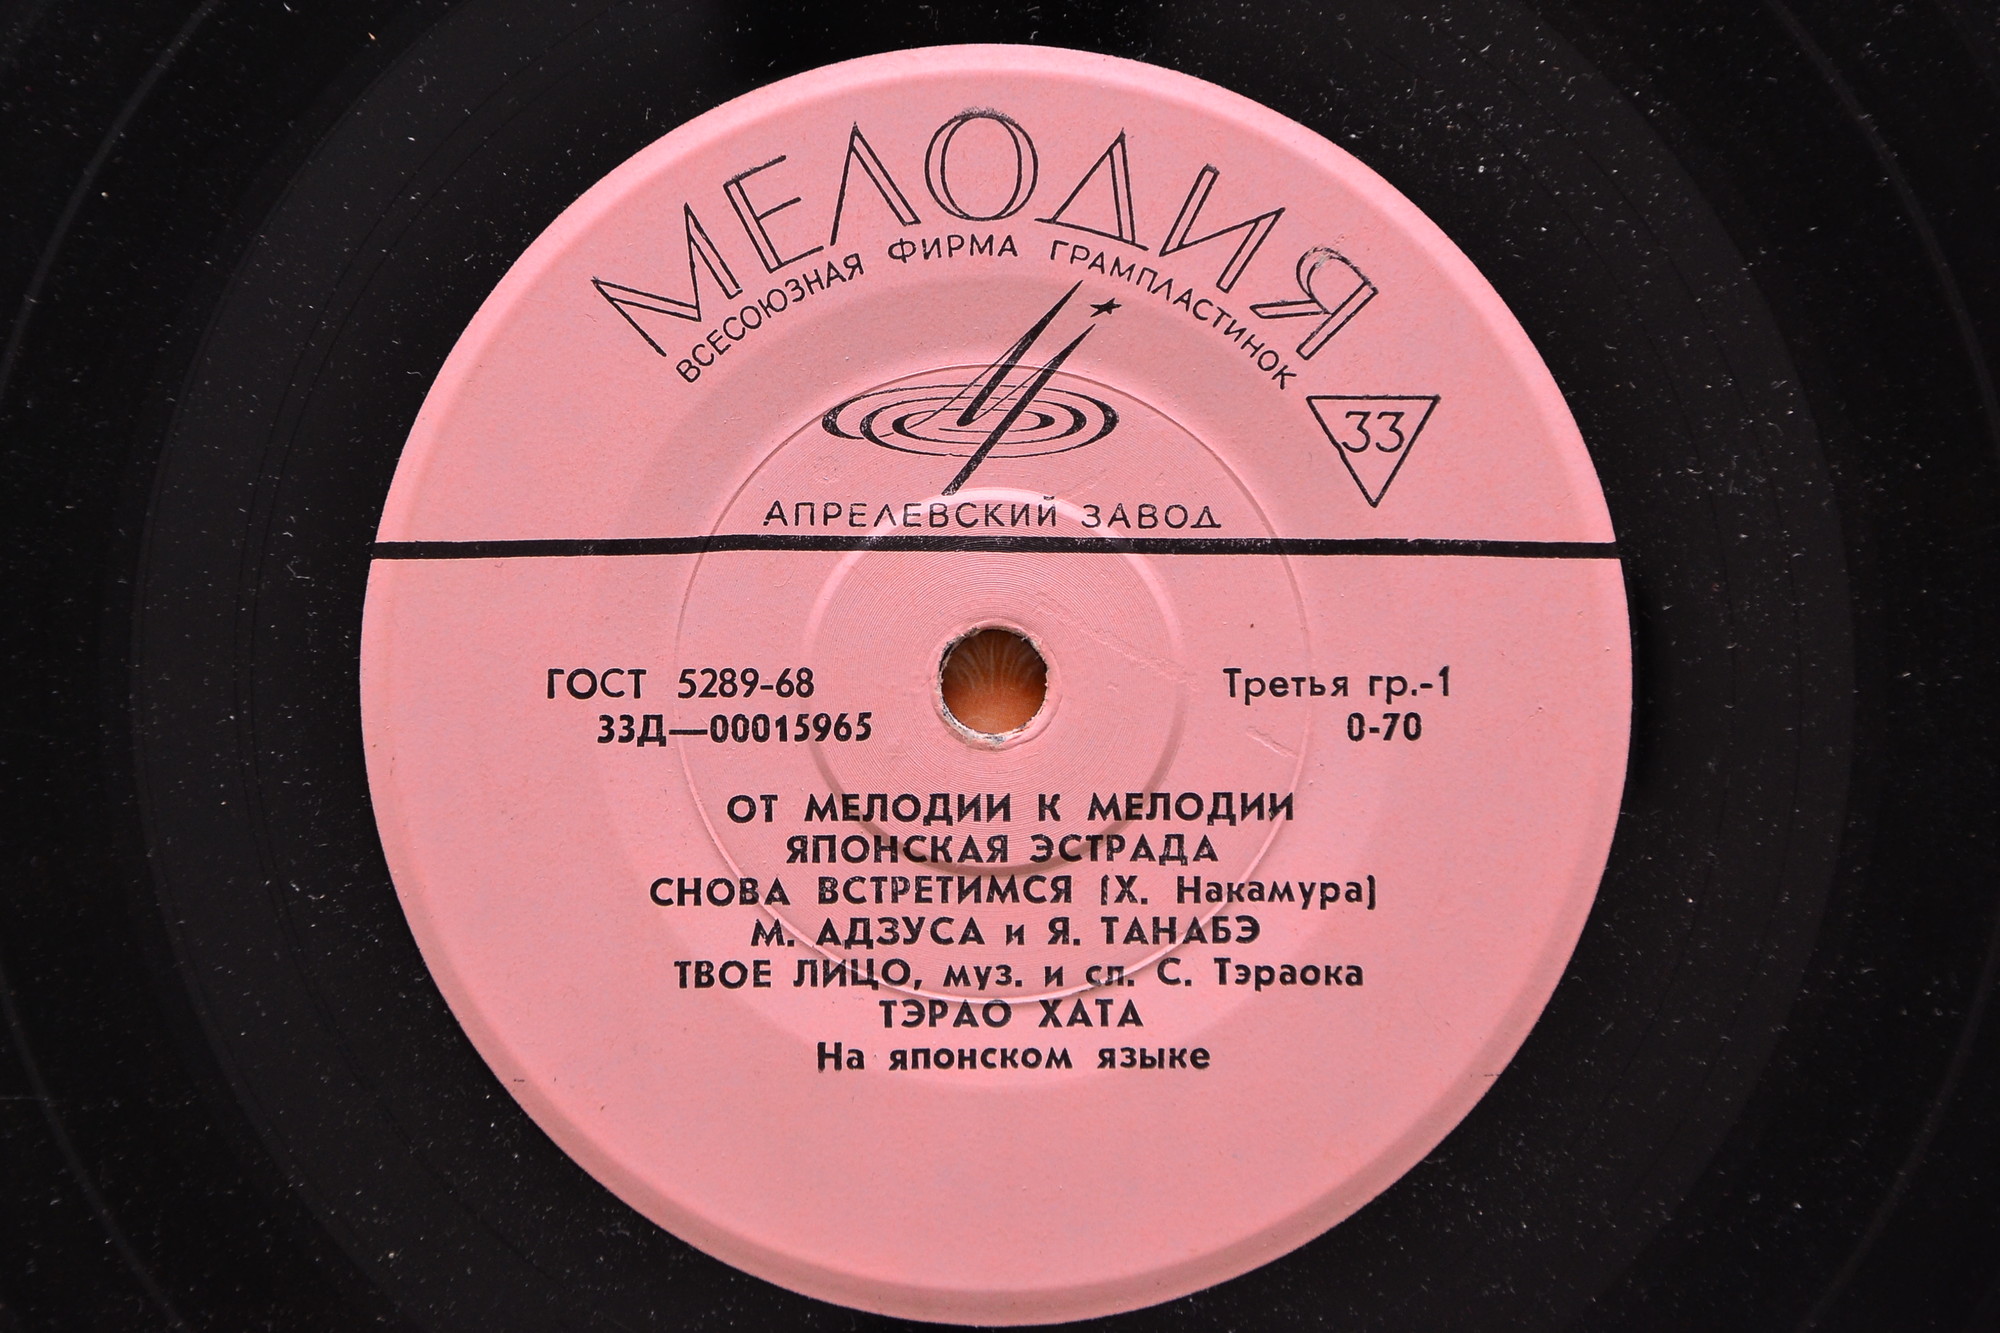 МЕЛОДИЯ
ВСЕСОЮЗНАЯ ФИРМА ГРАМПЛАСТИНОК
33
АПРЕЛЕВСКИЙ ЗАВОД
ГОСТ 5289-68
33Д—00015965
Третья гр.-1
0-70
ОТ МЕЛОДИИ К МЕЛОДИИ
ЯПОНСКАЯ ЭСТРАДА
СНОВА ВСТРЕТИМСЯ (Х. Накамура)
М. АДЗУСА и Я. ТАНАБЭ
ТВОЕ ЛИЦО, муз. и сл. С. Тэраока
ТЭРАО ХАТА
На японском языке